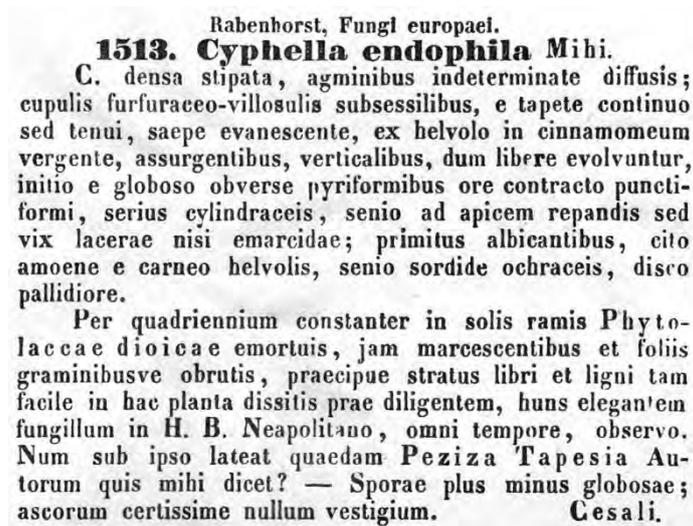 Rabenhorst, Fungi europaei.
1513. Cyphella endophila Mihi.
C. densa stipata, agminibus indeterminate diffusis;
cupulis furfuraceo-villosulis subsessilibus, e tapete continuo
sed tenui, saepe evanescente, ex helvolo in cinnamomeum
vergente, assurgentibus, verticalibus, dum libere evolvuntur,
initio e globoso obverse pyriformibus ore contracto puncti-
formi, serius cylindraceis, senio ad apicem repandis sed
vix lacerae nisi emarcidae; primitus albicantibus, cito
amoene e carneo helvolis, senio sordide ochraceis, disco
pallidiore.
Per quadriennium constanter in solis ramis Phyto-
laccae dioicae emortuis, jam marcescentibus et foliis
graminibusve obrutis, praecipue stratus libri et ligni tam
facile in hac planta dissitis prae diligentem, huns elegantem
fungillum in H. B. Neapolitano, omni tempore, observo.
Num sub ipso lateat quaedam Peziza Tapesia Au-
torum quis mihi dicet? — Sporae plus minus globosae;
ascorum certissime nullum vestigium. Cesati.